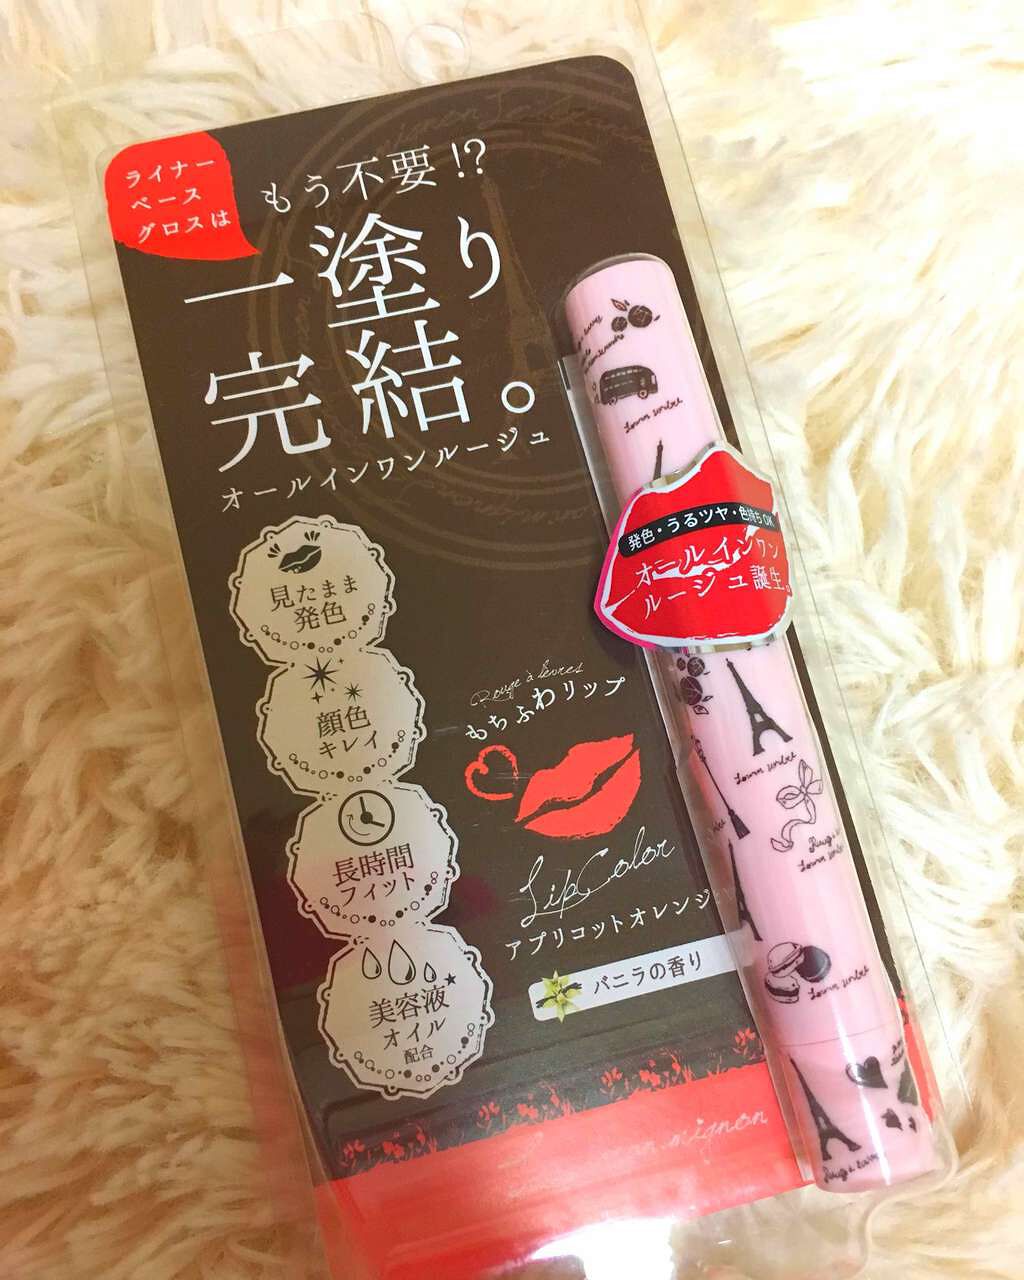 ライナー
ベース
グロスは
もう不要!?
一塗り
完結。
オールインワンルージュ
発色・うるツヤ・色持ちOK
オールインワン
ルージュ誕生。
見たまま
発色
顔色
キレイ
長時間
フィット
美容液
オイル
配合
Rouge à lèvres
もちふわリップ
Lip Color
アプリコットオレンジ
バニラの香り
mignon